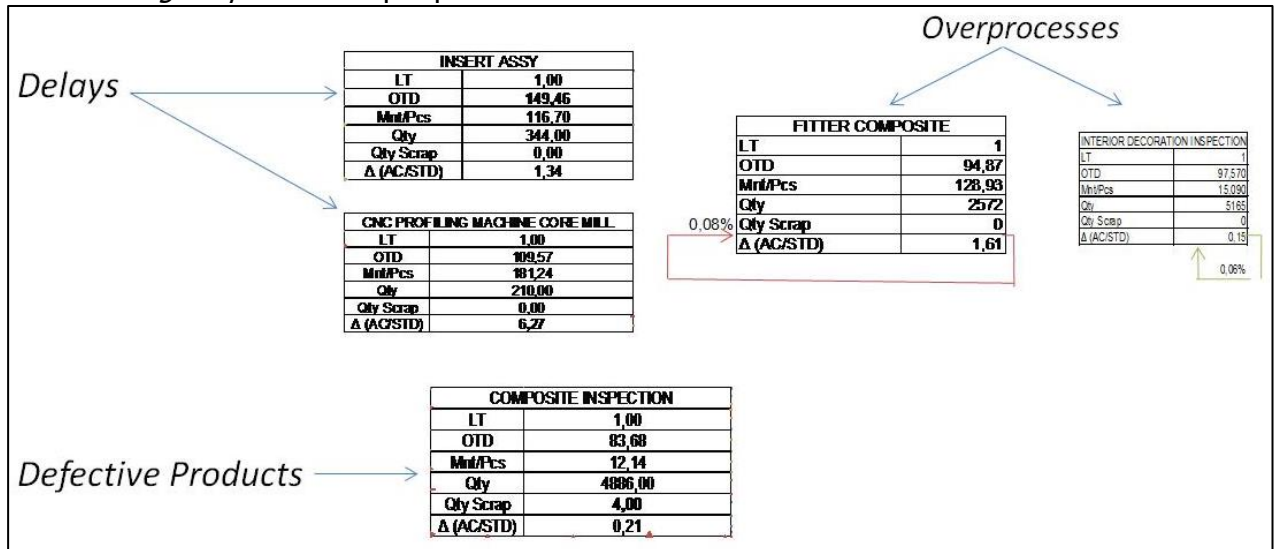 Overprocesses
Delays
INSERT ASSY
LT 1,00
OTD 149,46
Mnt/Pcs 116,70
Qty 344,00
Qty Scrap 0,00
Δ (AC/STD) 1,34
CNC PROFILING MACHINE CORE MILL
LT 1,00
OTD 109,57
Mnt/Pcs 181,24
Qty 210,00
Qty Scrap 0,00
Δ (AC/STD) 6,27
FITTER COMPOSITE
LT 1
OTD 94,87
Mnt/Pcs 128,93
Qty 2572
0,08% Qty Scrap 0
Δ (AC/STD) 1,61
INTERIOR DECORATION INSPECTION
LT 1
OTD 97,570
Mnt/Pcs 15,090
Qty 5165
Qty Scrap 0
Δ (AC/STD) 0,15
0,06%
Defective Products
COMPOSITE INSPECTION
LT 1,00
OTD 83,68
Mnt/Pcs 12,14
Qty 4886,00
Qty Scrap 4,00
Δ (AC/STD) 0,21